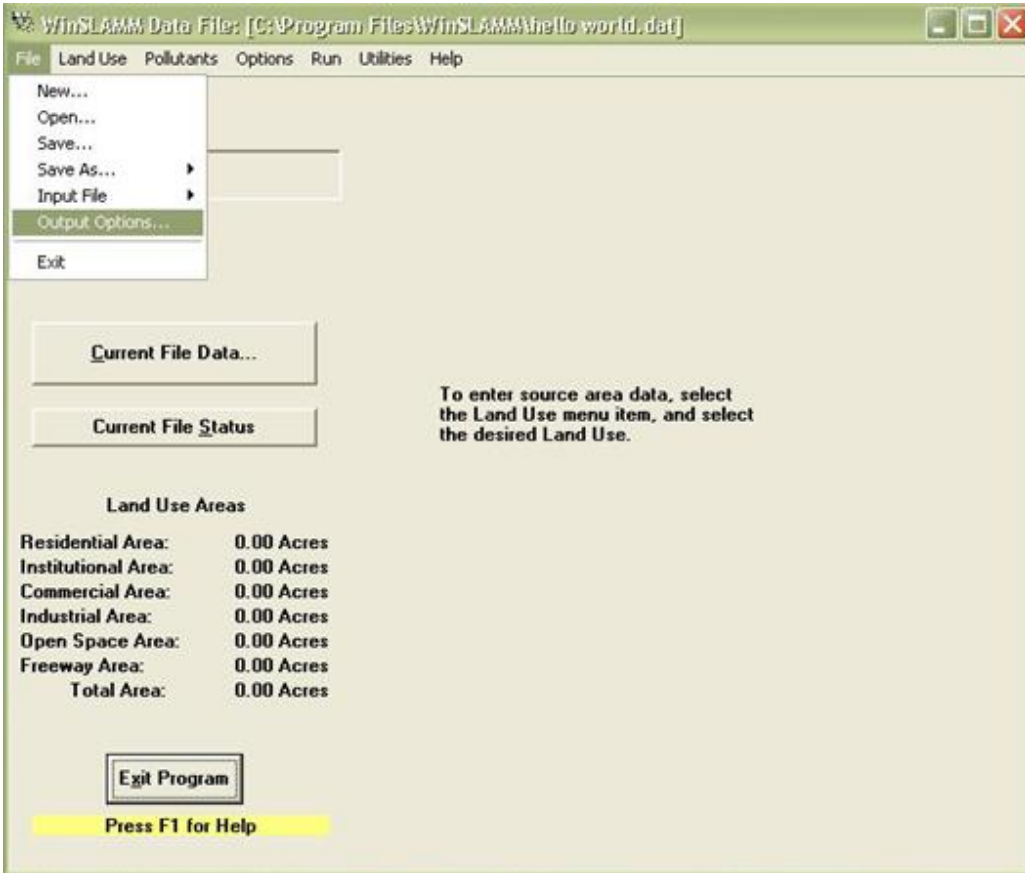 WinSLAMM Data File: [C:\Program Files\WinSLAMM\hello world.dat]
File Land Use Pollutants Options Run Utilities Help
New...
Open...
Save...
Save As...
Input File
Output Options...
Exit
Current File Data...
Current File Status
To enter source area data, select
the Land Use menu item, and select
the desired Land Use.
Land Use Areas
Residential Area: 0.00 Acres
Institutional Area: 0.00 Acres
Commercial Area: 0.00 Acres
Industrial Area: 0.00 Acres
Open Space Area: 0.00 Acres
Freeway Area: 0.00 Acres
Total Area: 0.00 Acres
Exit Program
Press F1 for Help